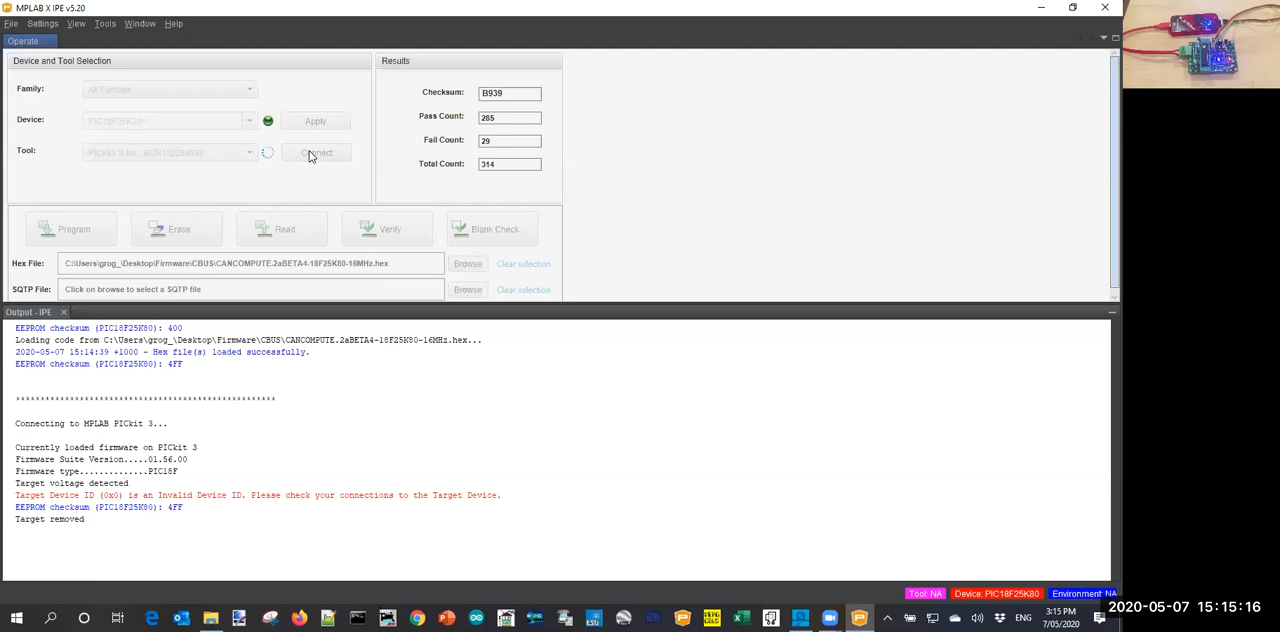 MPLAB X IPE v5.20
File Settings View Tools Window Help
Operate
Device and Tool Selection
Results
Family:
All Families
Checksum:
B939
Device:
PIC18F25K80
Apply
Pass Count:
285
Fail Count:
29
Tool:
Connect
Total Count:
314
Program
Erase
Read
Verify
Blank Check
Hex File:
C:\Users\grog_\Desktop\Firmware\CBUS\CANCOMPUTE.2aBETA4-18F25K80-16MHz.hex
Browse
Clear selection
SQTP File:
Click on browse to select a SQTP file
Browse
Clear selection
Output - IPE
EEPROM checksum (PIC18F25K80): 400
Loading code from C:\Users\grog_\Desktop\Firmware\CBUS\CANCOMPUTE.2aBETA4-18F25K80-16MHz.hex...
2020-05-07 15:14:39 +1000 - Hex file(s) loaded successfully.
EEPROM checksum (PIC18F25K80): 4FF
*****************************************************
Connecting to MPLAB PICkit 3...
Currently loaded firmware on PICkit 3
Firmware Suite Version.....01.56.00
Firmware type..............PIC18F
Target voltage detected
Target Device ID (0x0) is an Invalid Device ID. Please check your connections to the Target Device.
EEPROM checksum (PIC18F25K80): 4FF
Target removed
Tool: NA
Device: PIC18F25K80
Environment: NA
ENG
3:15 PM
7/05/2020
2020-05-07 15:15:16